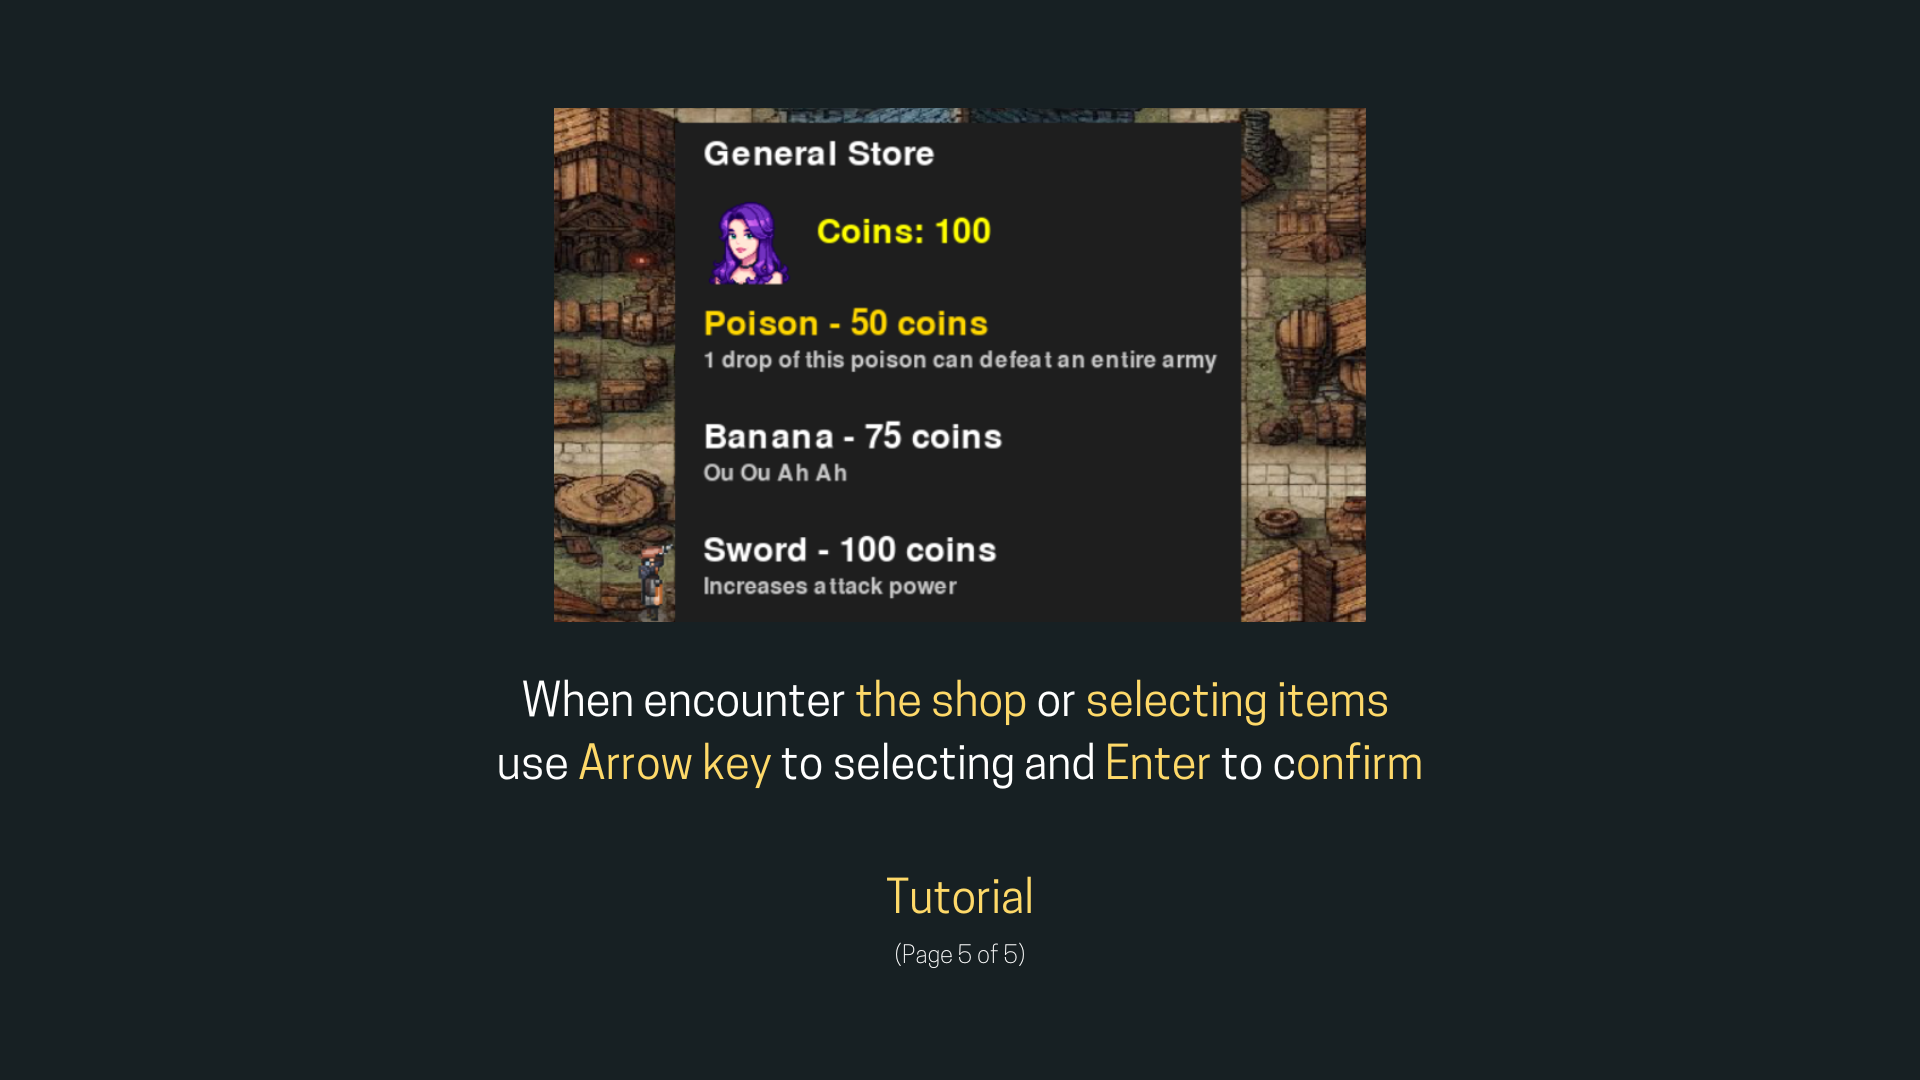 General Store
Coins: 100
Poison - 50 coins
1 drop of this poison can defeat an entire army
Banana - 75 coins
Ou Ou Ah Ah
Sword - 100 coins
Increases attack power
When encounter the shop or selecting items
use Arrow key to selecting and Enter to confirm
Tutorial
(Page 5 of 5)